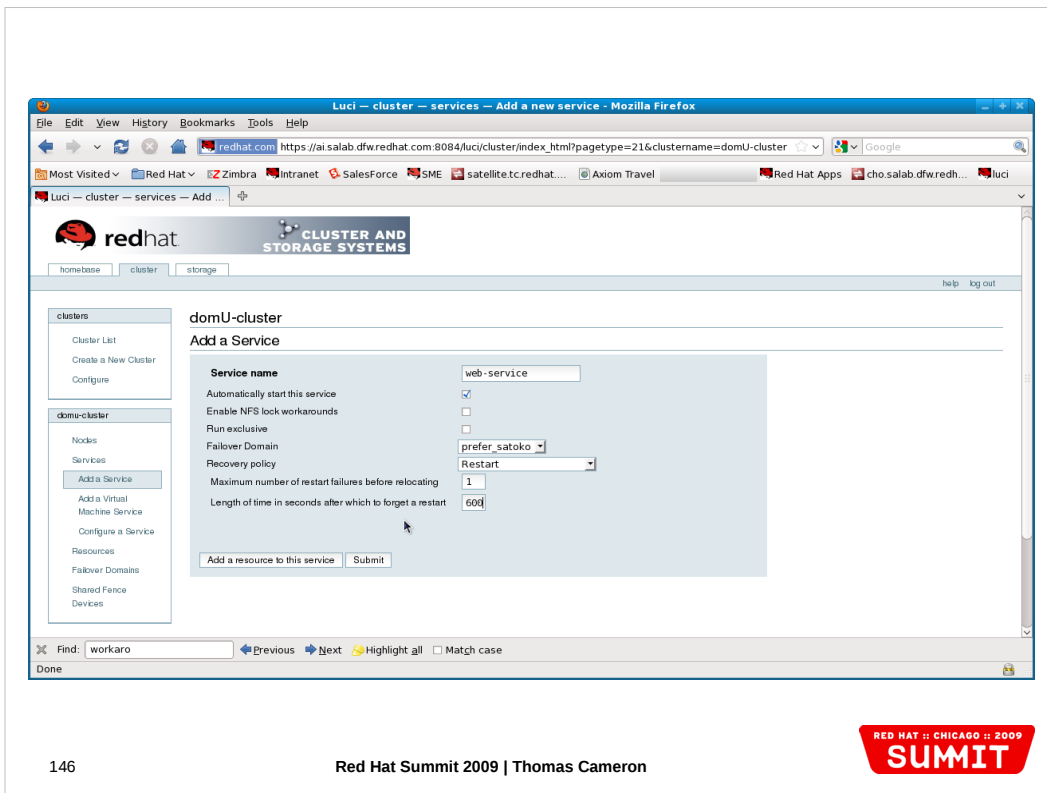 Luci — cluster — services — Add a new service - Mozilla Firefox
File Edit View History Bookmarks Tools Help
redhat.com https://ai.salab.dfw.redhat.com:8084/luci/cluster/index_html?pagetype=21&clustername=domU-cluster Google
Most Visited Red Hat Zimbra Intranet SalesForce SME satellite.tc.redhat.... Axiom Travel Red Hat Apps cho.salab.dfw.redh... luci
Luci — cluster — services — Add ...
redhat. CLUSTER AND
STORAGE SYSTEMS
homebase cluster storage
help log out
clusters
Cluster List
Create a New Cluster
Configure
domu-cluster
Nodes
Services
Add a Service
Add a Virtual
Machine Service
Configure a Service
Resources
Failover Domains
Shared Fence
Devices
domU-cluster
Add a Service
Service name web-service
Automatically start this service
Enable NFS lock workarounds
Run exclusive
Failover Domain prefer_satoko
Recovery policy Restart
Maximum number of restart failures before relocating 1
Length of time in seconds after which to forget a restart 600
Add a resource to this service Submit
Find: workaro Previous Next Highlight all Match case
Done
146 Red Hat Summit 2009 | Thomas Cameron
RED HAT :: CHICAGO :: 2009
SUMMIT